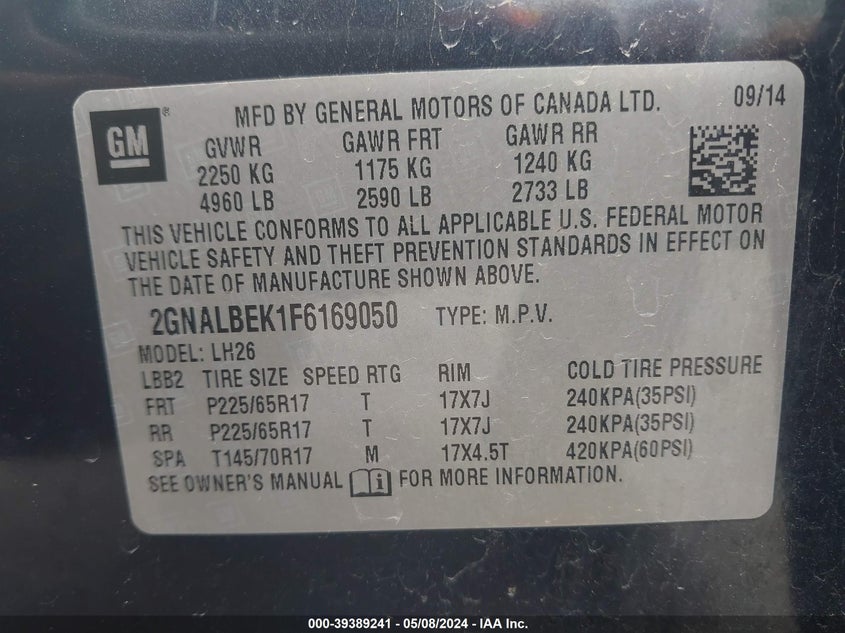 GM ® MFD BY GENERAL MOTORS OF CANADA LTD. 09/14
GVWR GAWR FRT GAWR RR
2250 KG 1175 KG 1240 KG
4960 LB 2590 LB 2733 LB
THIS VEHICLE CONFORMS TO ALL APPLICABLE U.S. FEDERAL MOTOR
VEHICLE SAFETY AND THEFT PREVENTION STANDARDS IN EFFECT ON
THE DATE OF MANUFACTURE SHOWN ABOVE.
2GNALBEK1F6169050 TYPE: M.P.V.
MODEL: LH26
LBB2 TIRE SIZE SPEED RTG RIM COLD TIRE PRESSURE
FRT P225/65R17 T 17X7J 240KPA(35PSI)
RR P225/65R17 T 17X7J 240KPA(35PSI)
SPA T145/70R17 M 17X4.5T 420KPA(60PSI)
SEE OWNER'S MANUAL FOR MORE INFORMATION.
000-39389241 - 05/08/2024 - IAA Inc.